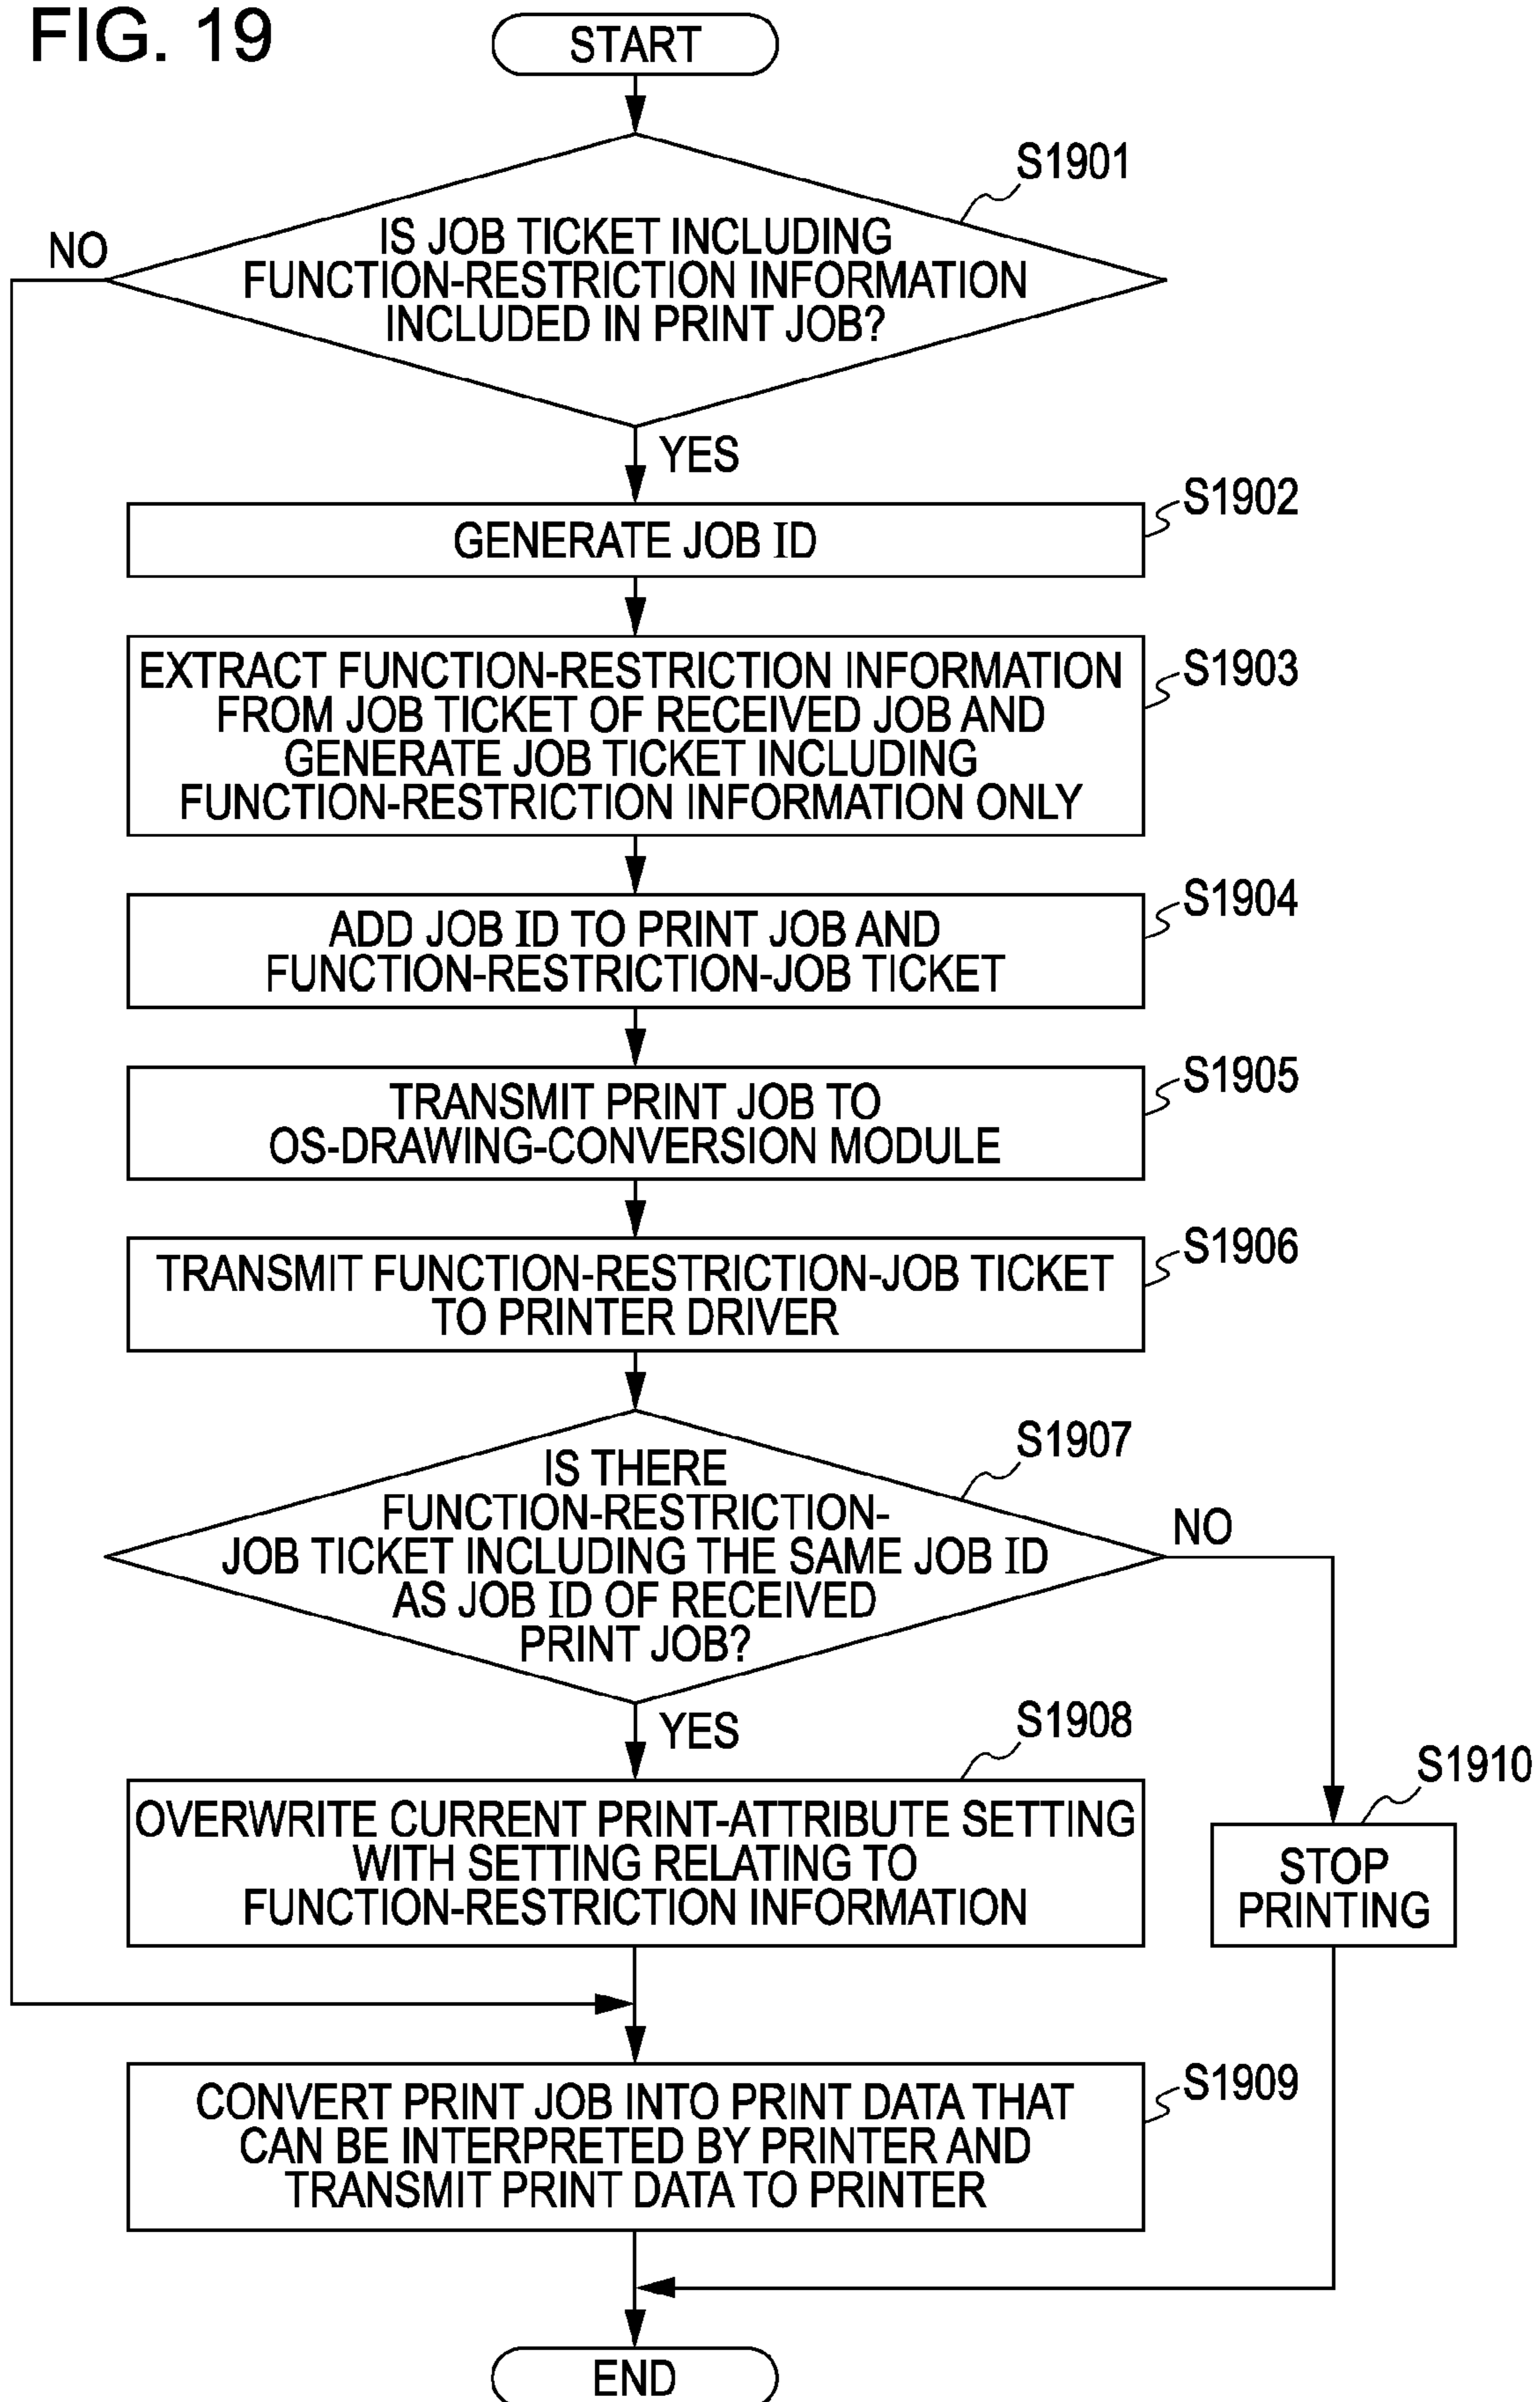 FIG. 19
START
S1901
IS JOB TICKET INCLUDING
FUNCTION-RESTRICTION INFORMATION
INCLUDED IN PRINT JOB?
NO
YES
S1902
GENERATE JOB ID
S1903
EXTRACT FUNCTION-RESTRICTION INFORMATION
FROM JOB TICKET OF RECEIVED JOB AND
GENERATE JOB TICKET INCLUDING
FUNCTION-RESTRICTION INFORMATION ONLY
S1904
ADD JOB ID TO PRINT JOB AND
FUNCTION-RESTRICTION-JOB TICKET
S1905
TRANSMIT PRINT JOB TO
OS-DRAWING-CONVERSION MODULE
S1906
TRANSMIT FUNCTION-RESTRICTION-JOB TICKET
TO PRINTER DRIVER
S1907
IS THERE
FUNCTION-RESTRICTION-
JOB TICKET INCLUDING THE SAME JOB ID
AS JOB ID OF RECEIVED
PRINT JOB?
NO
YES
S1908
OVERWRITE CURRENT PRINT-ATTRIBUTE SETTING
WITH SETTING RELATING TO
FUNCTION-RESTRICTION INFORMATION
S1910
STOP
PRINTING
S1909
CONVERT PRINT JOB INTO PRINT DATA THAT
CAN BE INTERPRETED BY PRINTER AND
TRANSMIT PRINT DATA TO PRINTER
END